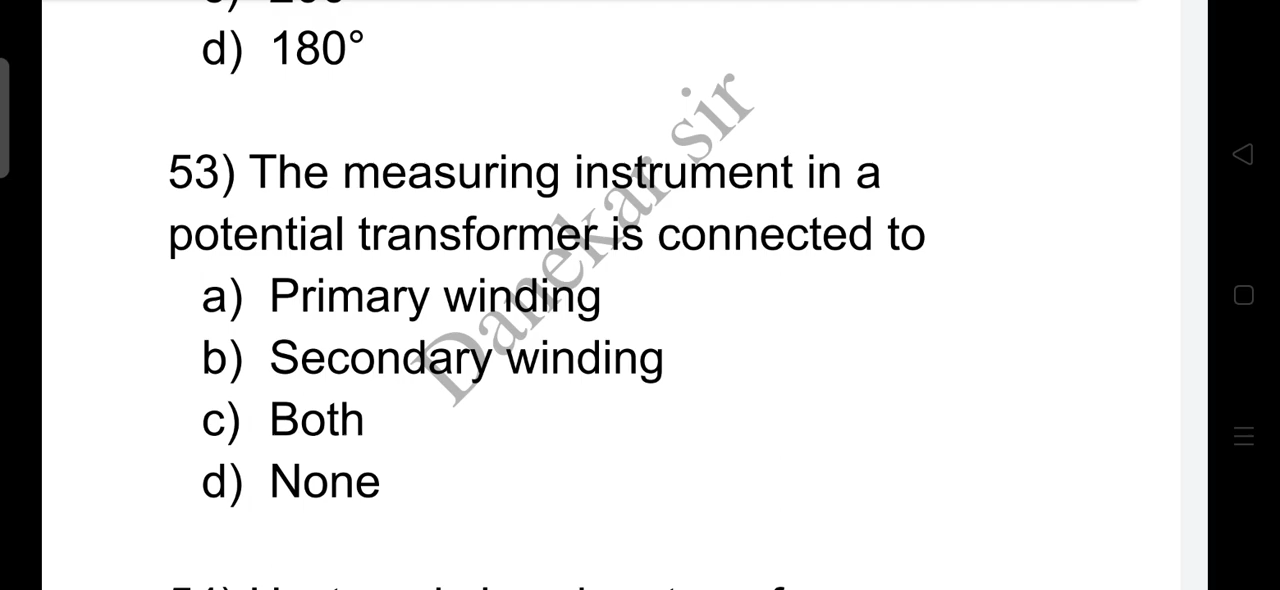 d) 180°
53) The measuring instrument in a
potential transformer is connected to
a) Primary winding
b) Secondary winding
c) Both
d) None
Danekar sir